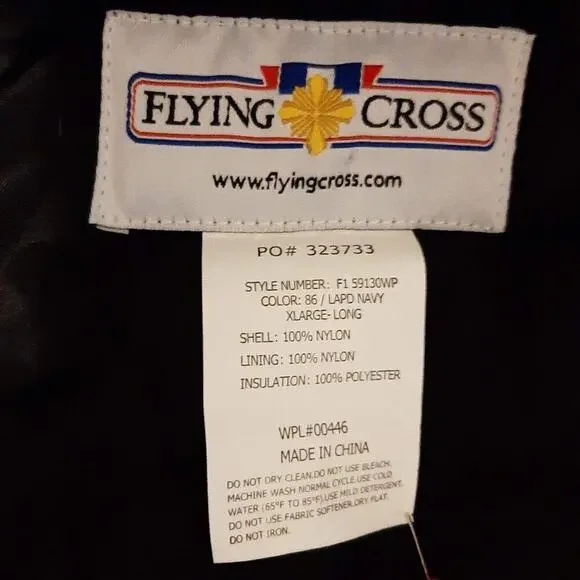 FLYING CROSS
www.flyingcross.com
PO# 323733
STYLE NUMBER: F1 59130WP
COLOR: 86 / LAPD NAVY
XLARGE-LONG
SHELL: 100% NYLON
LINING: 100% NYLON
INSULATION: 100% POLYESTER
WPL#00446
MADE IN CHINA
DO NOT DRY CLEAN.DO NOT USE BLEACH.
MACHINE WASH NORMAL CYCLE.USE COLD
WATER (65°F TO 85°F).USE MILD DETERGENT.
DO NOT USE FABRIC SOFTENER.DRY FLAT.
DO NOT IRON.